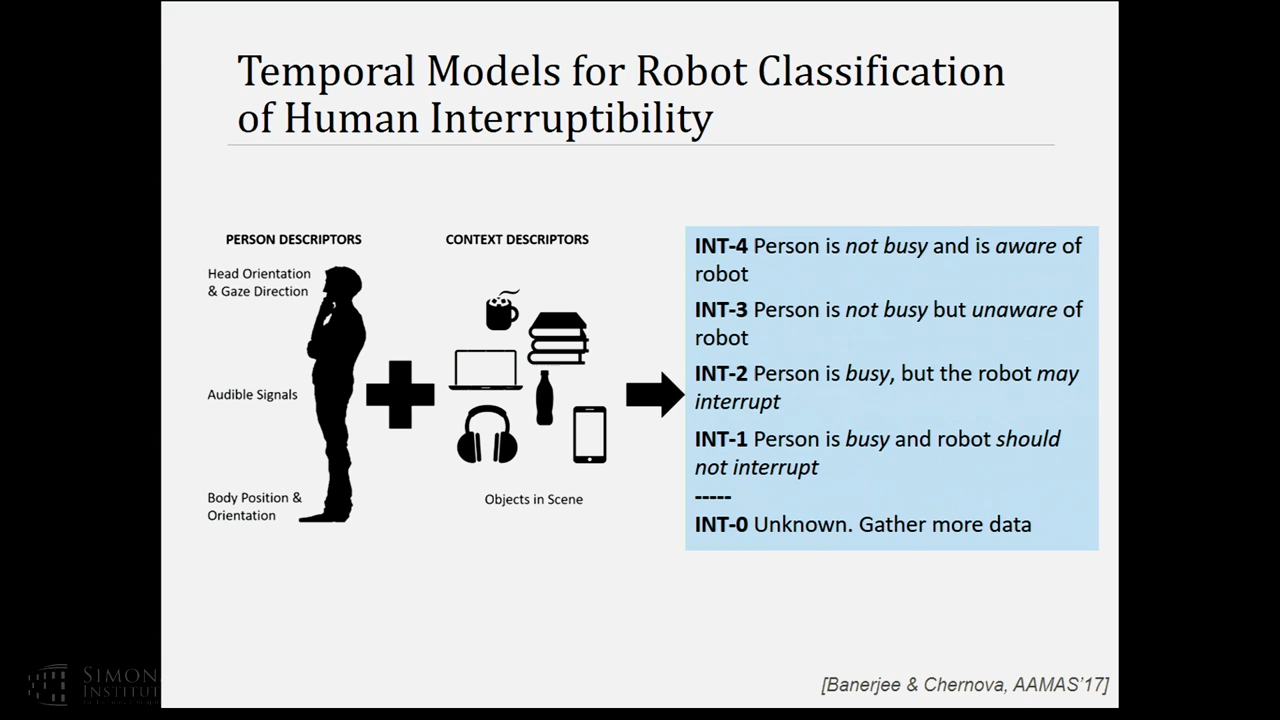 Temporal Models for Robot Classification
of Human Interruptibility
PERSON DESCRIPTORS
Head Orientation
& Gaze Direction
Audible Signals
Body Position &
Orientation
CONTEXT DESCRIPTORS
Objects in Scene
INT-4 Person is not busy and is aware of
robot
INT-3 Person is not busy but unaware of
robot
INT-2 Person is busy, but the robot may
interrupt
INT-1 Person is busy and robot should
not interrupt
-----
INT-0 Unknown. Gather more data
[Banerjee & Chernova, AAMAS'17]
SIMONS
INSTITUT